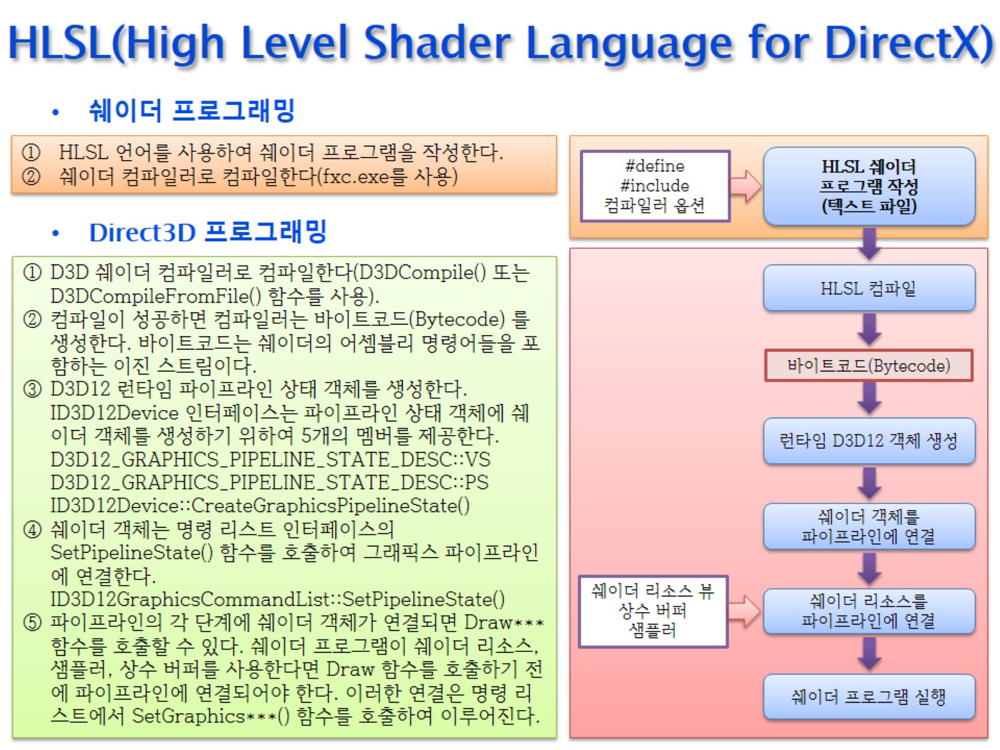 HLSL(High Level Shader Language for DirectX)
• 쉐이더 프로그래밍
① HLSL 언어를 사용하여 쉐이더 프로그램을 작성한다.
② 쉐이더 컴파일러로 컴파일한다(fxc.exe를 사용)
• Direct3D 프로그래밍
① D3D 쉐이더 컴파일러로 컴파일한다(D3DCompile() 또는
D3DCompileFromFile() 함수를 사용).
② 컴파일이 성공하면 컴파일러는 바이트코드(Bytecode) 를
생성한다. 바이트코드는 쉐이더의 어셈블리 명령어들을 포
함하는 이진 스트림이다.
③ D3D12 런타임 파이프라인 상태 객체를 생성한다.
ID3D12Device 인터페이스는 파이프라인 상태 객체에 쉐
이더 객체를 생성하기 위하여 5개의 멤버를 제공한다.
D3D12_GRAPHICS_PIPELINE_STATE_DESC::VS
D3D12_GRAPHICS_PIPELINE_STATE_DESC::PS
ID3D12Device::CreateGraphicsPipelineState()
④ 쉐이더 객체는 명령 리스트 인터페이스의
SetPipelineState() 함수를 호출하여 그래픽스 파이프라인
에 연결한다.
ID3D12GraphicsCommandList::SetPipelineState()
⑤ 파이프라인의 각 단계에 쉐이더 객체가 연결되면 Draw***
함수를 호출할 수 있다. 쉐이더 프로그램이 쉐이더 리소스,
샘플러, 상수 버퍼를 사용한다면 Draw 함수를 호출하기 전
에 파이프라인에 연결되어야 한다. 이러한 연결은 명령 리
스트에서 SetGraphics***() 함수를 호출하여 이루어진다.
#define
#include
컴파일러 옵션
HLSL 쉐이더
프로그램 작성
(텍스트 파일)
HLSL 컴파일
바이트코드(Bytecode)
런타임 D3D12 객체 생성
쉐이더 객체를
파이프라인에 연결
쉐이더 리소스 뷰
상수 버퍼
샘플러
쉐이더 리소스를
파이프라인에 연결
쉐이더 프로그램 실행